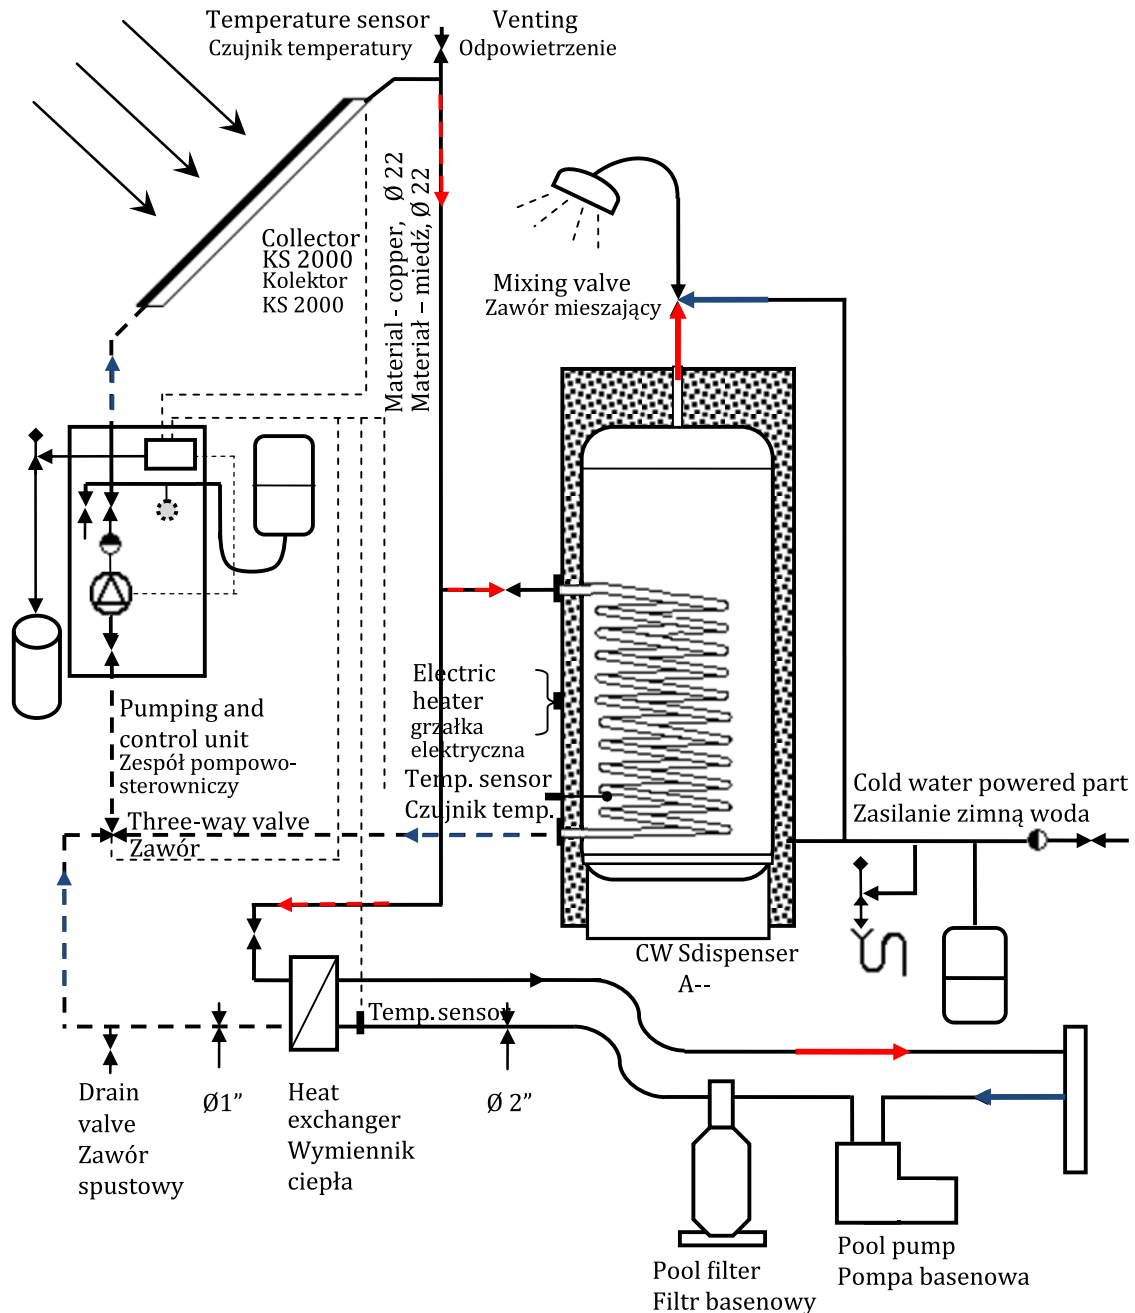 Temperature sensor
Czujnik temperatury
Venting
Odpowietrzenie
Material - copper, Ø 22
Materiał – miedź, Ø 22
Collector
KS 2000
Kolektor
KS 2000
Mixing valve
Zawór mieszający
Electric
heater
grzałka
elektryczna
Temp. sensor
Czujnik temp.
Pumping and
control unit
Zespół pompowo-
sterowniczy
Three-way valve
Zawór
Cold water powered part
Zasilanie zimną woda
CW Sdispenser
A--
Temp. sensor
Drain
valve
Zawór
spustowy
Ø1”
Heat
exchanger
Wymiennik
ciepła
Ø 2”
Pool filter
Filtr basenowy
Pool pump
Pompa basenowa